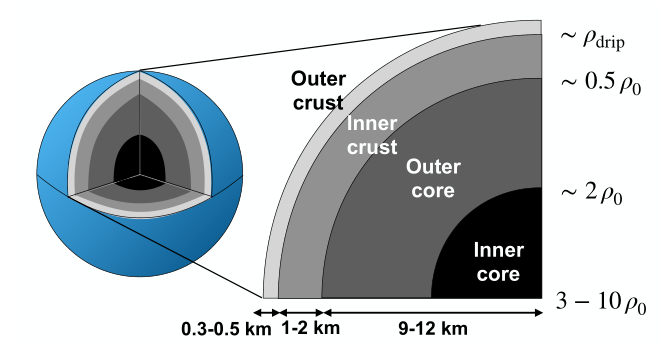 ~ ρdrip
Outer
crust
~ 0.5 ρ0
Inner
crust
Outer
core
~ 2 ρ0
Inner
core
3 − 10 ρ0
0.3-0.5 km
1-2 km
9-12 km